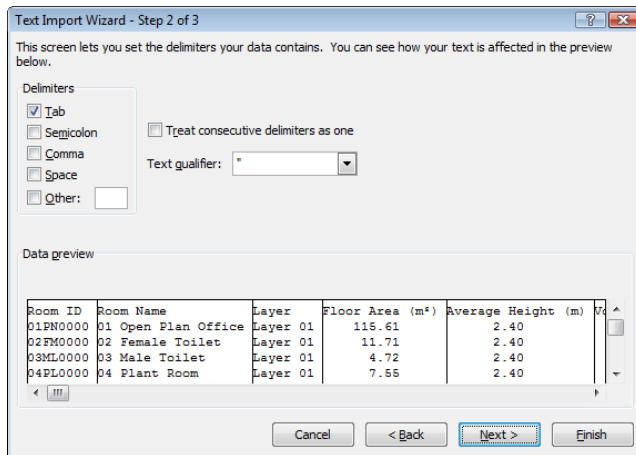 Text Import Wizard - Step 2 of 3
This screen lets you set the delimiters your data contains. You can see how your text is affected in the preview
below.
Delimiters
Tab
Semicolon
Comma
Space
Other:
Treat consecutive delimiters as one
Text qualifier: "
Data preview
Room ID Room Name Layer Floor Area (m²) Average Height (m)
01PN0000 01 Open Plan Office Layer 01 115.61 2.40
02FM0000 02 Female Toilet Layer 01 11.71 2.40
03ML0000 03 Male Toilet Layer 01 4.72 2.40
04PL0000 04 Plant Room Layer 01 7.55 2.40
Cancel < Back Next > Finish